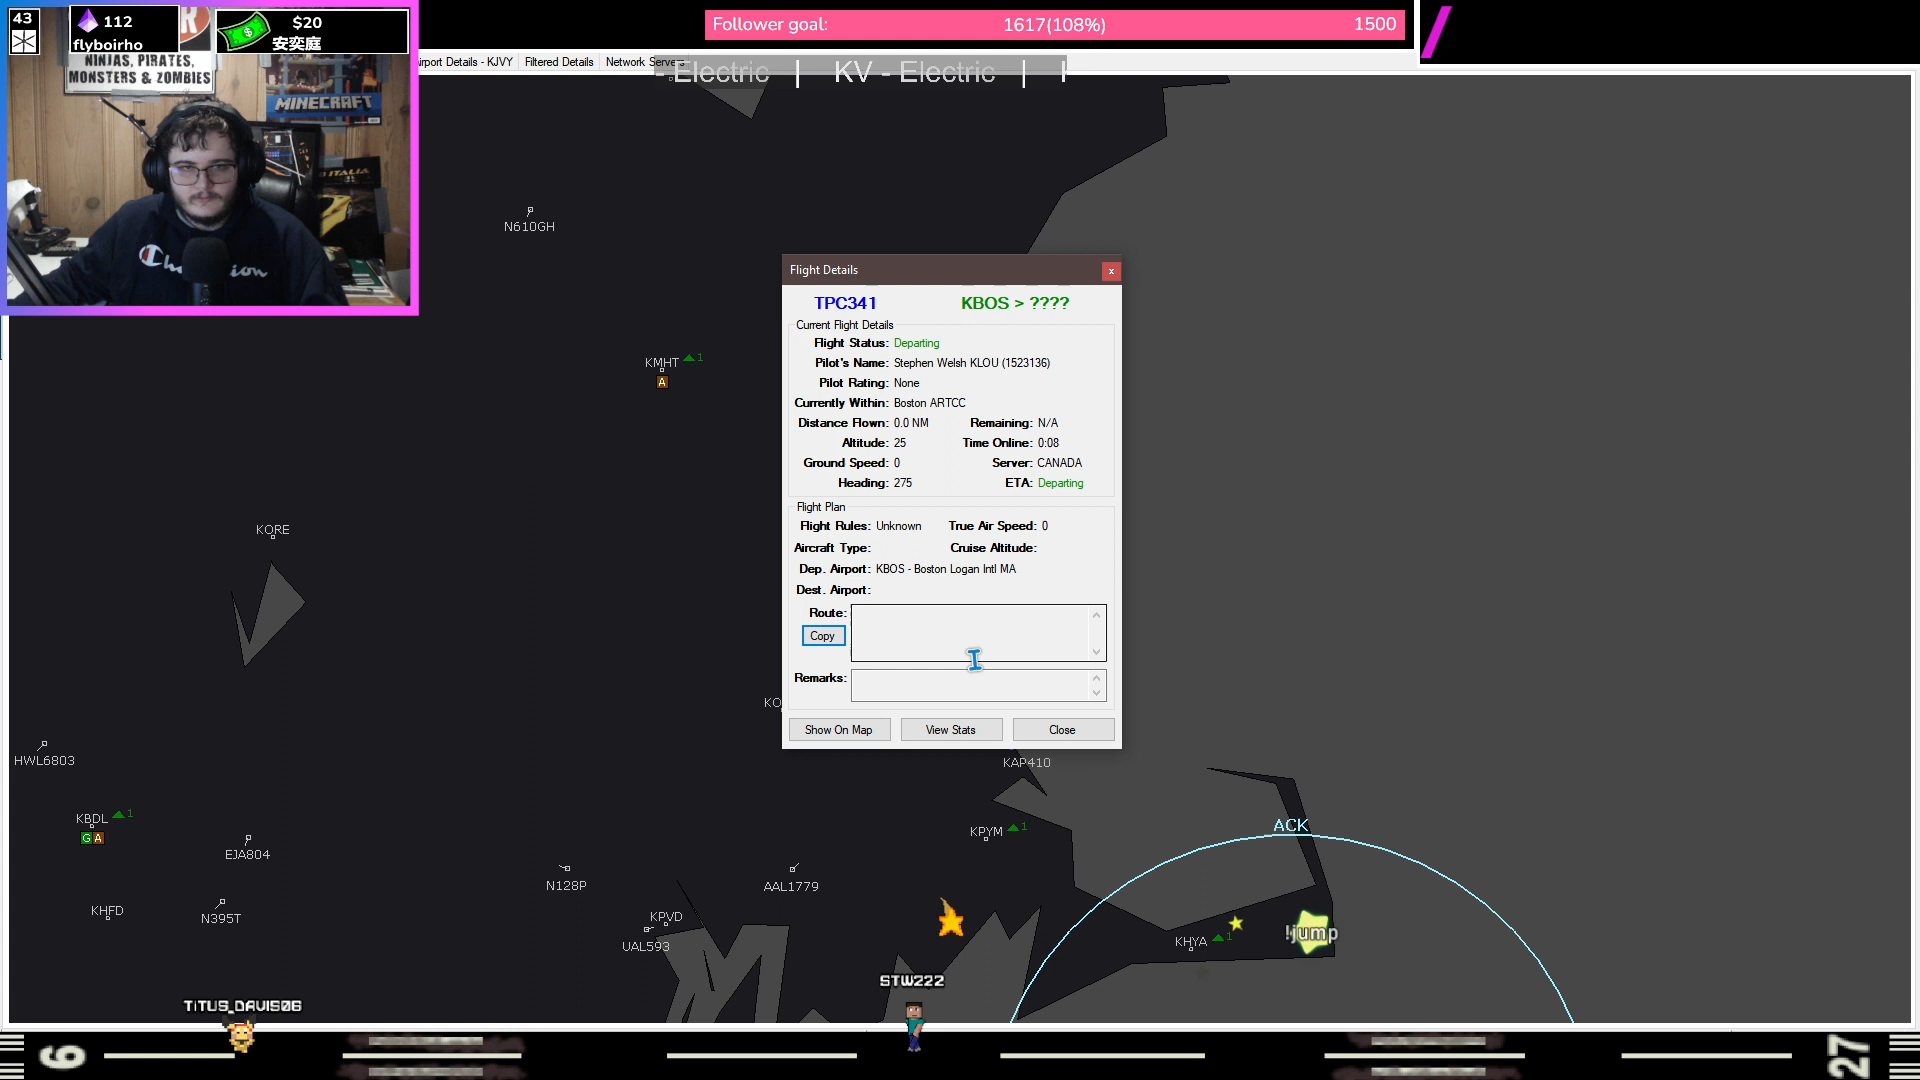 43
112
flyboirho
$20
安奕庭
Follower goal:
1617(108%)
1500
NINJAS, PIRATES,
MONSTERS & ZOMBIES
MINECRAFT
ITALIA
Champion
irport Details - KJVY
Filtered Details
Network Serve
- Electric | KV - Electric |
N610GH
KMHT 1
A
KORE
HWL6803
KBDL 1
G A
EJA804
KHFD
N395T
N128P
AAL1779
KPVD
UAL593
KO
KAP410
KPYM 1
ACK
KHYA 1
!jump
Flight Details
x
TPC341
KBOS > ????
Current Flight Details
Flight Status: Departing
Pilot's Name: Stephen Welsh KLOU (1523136)
Pilot Rating: None
Currently Within: Boston ARTCC
Distance Flown: 0.0 NM Remaining: N/A
Altitude: 25 Time Online: 0:08
Ground Speed: 0 Server: CANADA
Heading: 275 ETA: Departing
Flight Plan
Flight Rules: Unknown True Air Speed: 0
Aircraft Type: Cruise Altitude:
Dep. Airport: KBOS - Boston Logan Intl MA
Dest. Airport:
Route:
Copy
Remarks:
Show On Map View Stats Close
TITUS_DAVIS06
STW222
9
27